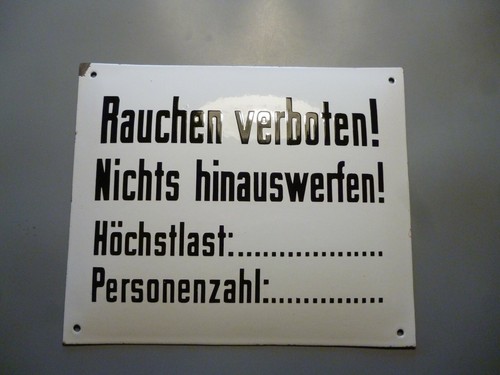 Rauchen verboten!
Nichts hinauswerfen!
Höchstlast:...................
Personenzahl:..............